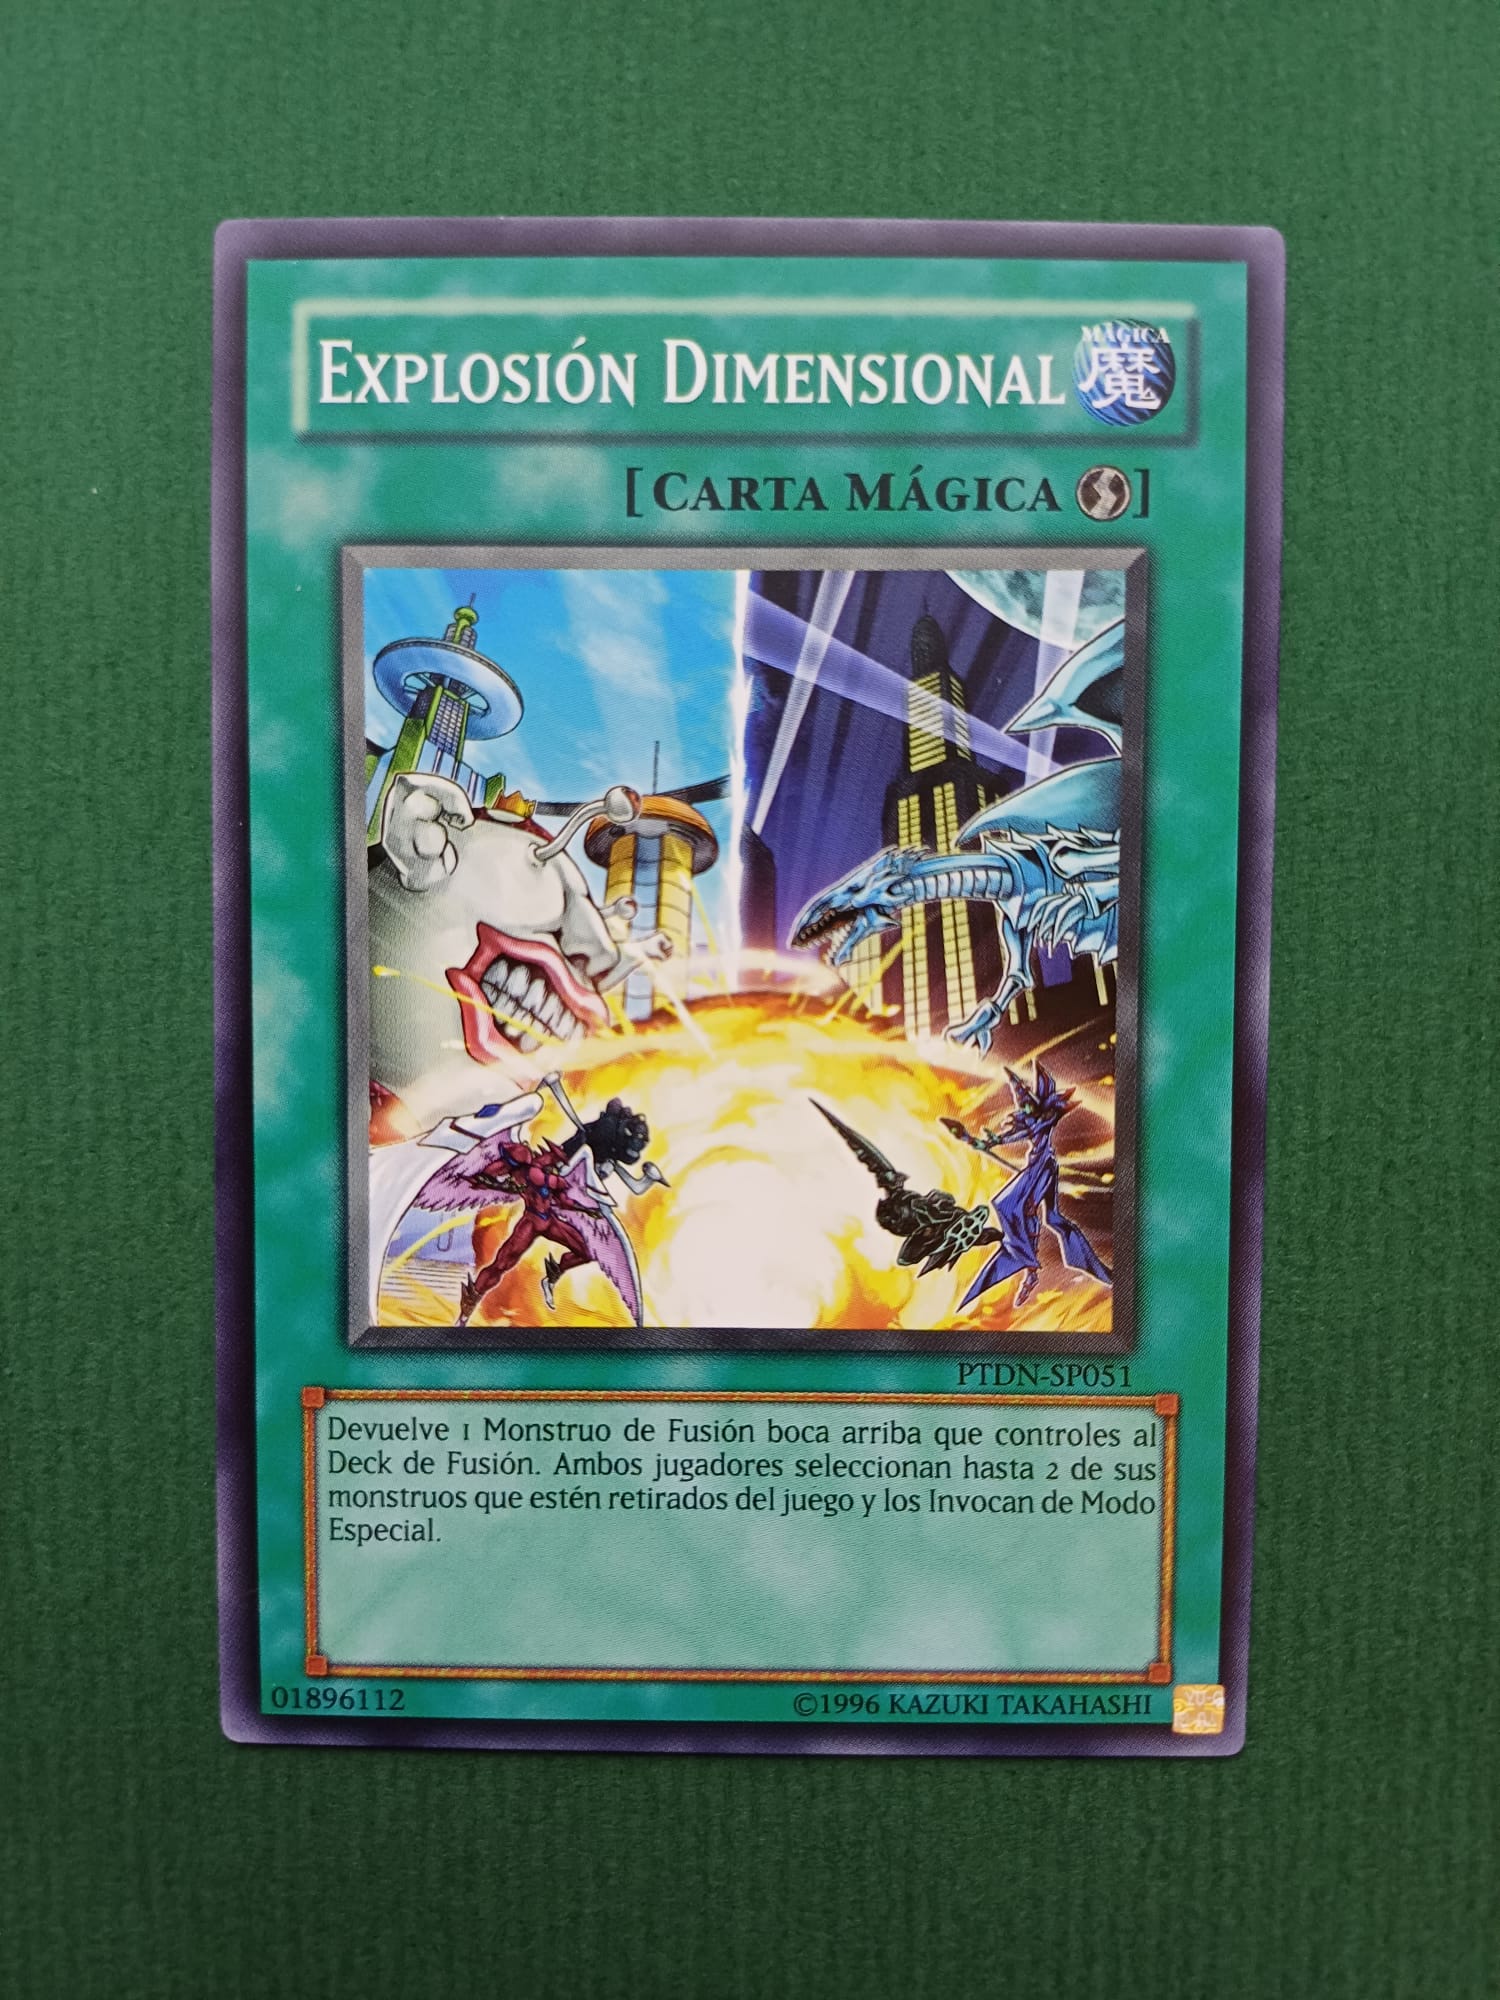 EXPLOSIÓN DIMENSIONAL
MÁGICA
魔
[CARTA MÁGICA]
PTDN-SP051
Devuelve 1 Monstruo de Fusión boca arriba que controles al
Deck de Fusión. Ambos jugadores seleccionan hasta 2 de sus
monstruos que estén retirados del juego y los Invocan de Modo
Especial.
01896112
©1996 KAZUKI TAKAHASHI